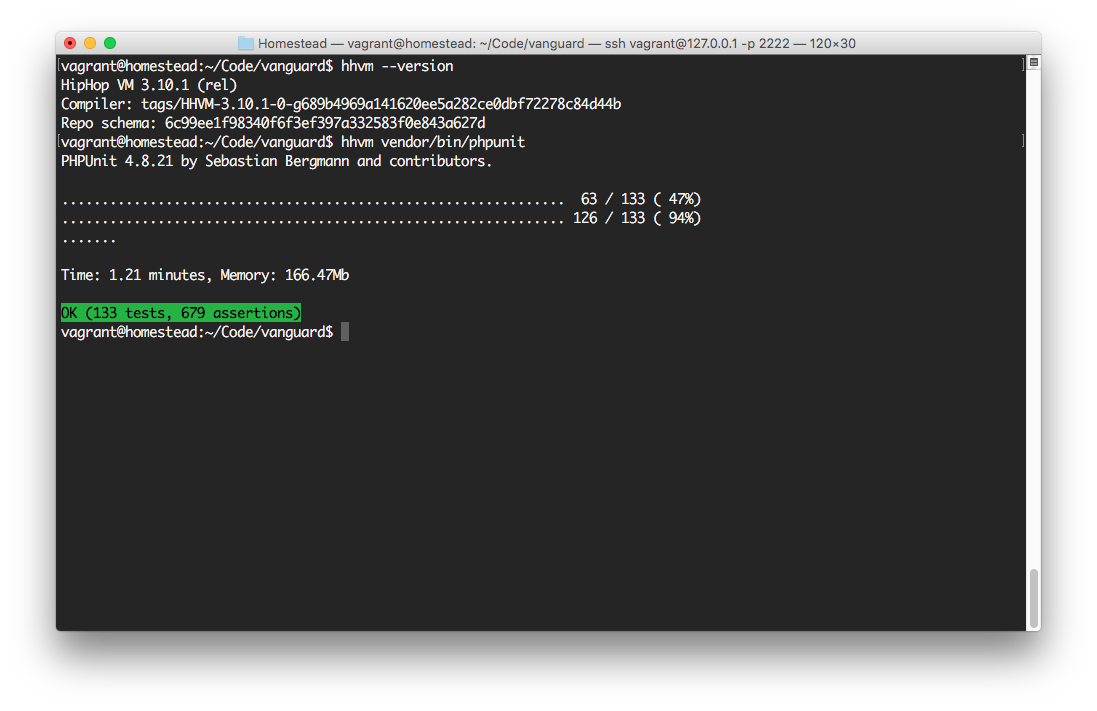 Homestead — vagrant@homestead: ~/Code/vanguard — ssh vagrant@127.0.0.1 -p 2222 — 120×30
[vagrant@homestead:~/Code/vanguard$ hhvm --version ]
HipHop VM 3.10.1 (rel)
Compiler: tags/HHVM-3.10.1-0-g689b4969a141620ee5a282ce0dbf72278c84d44b
Repo schema: 6c99ee1f98340f6f3ef397a332583f0e843a627d
[vagrant@homestead:~/Code/vanguard$ hhvm vendor/bin/phpunit ]
PHPUnit 4.8.21 by Sebastian Bergmann and contributors.
...............................................................  63 / 133 ( 47%)
............................................................... 126 / 133 ( 94%)
.......
Time: 1.21 minutes, Memory: 166.47Mb
OK (133 tests, 679 assertions)
vagrant@homestead:~/Code/vanguard$